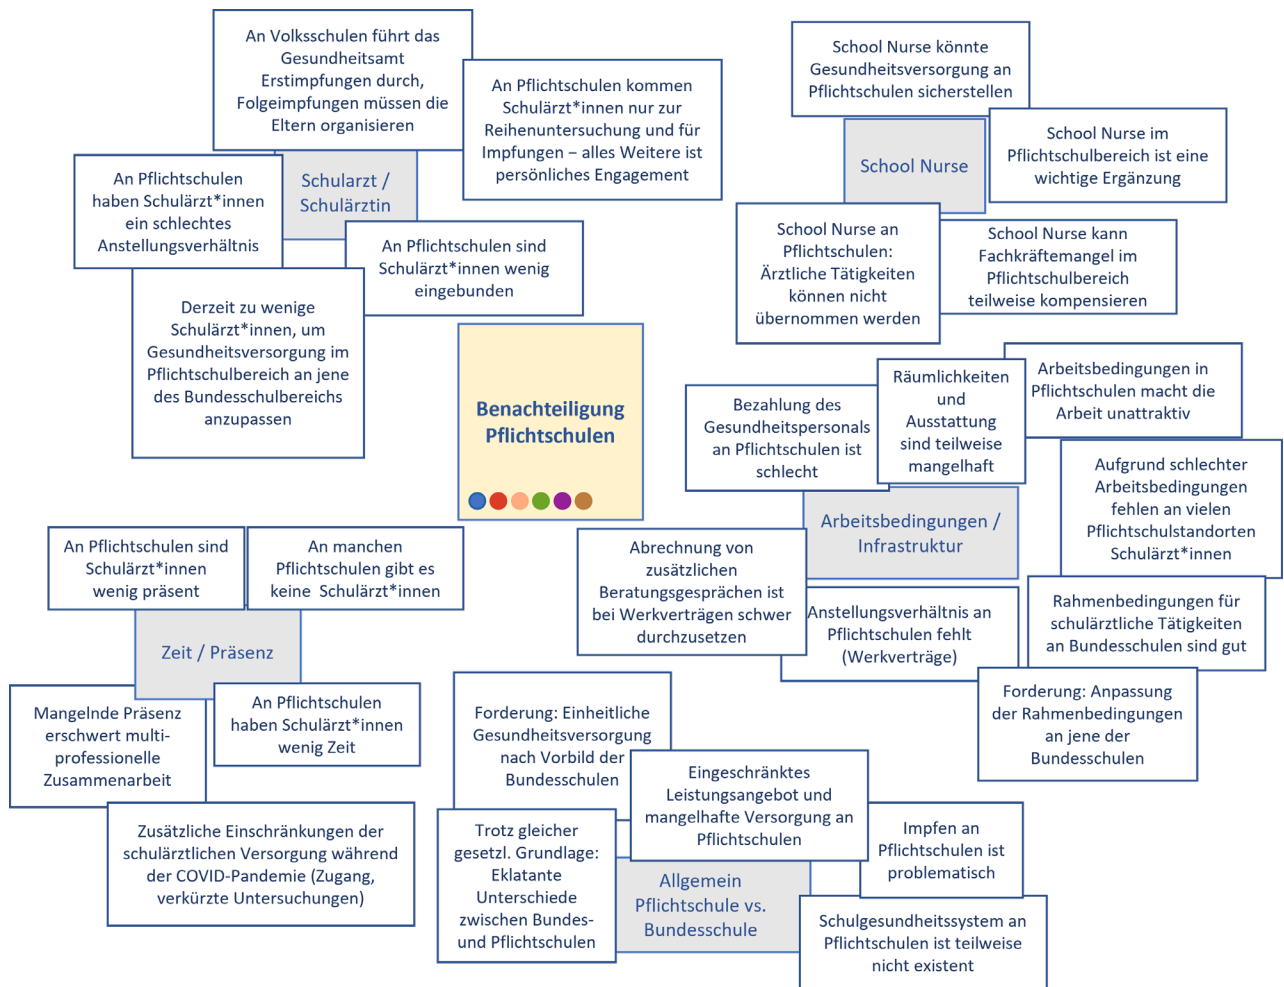 An Volksschulen führt das
Gesundheitsamt
Erstimpfungen durch,
Folgeimpfungen müssen die
Eltern organisieren
An Pflichtschulen kommen
Schulärzt*innen nur zur
Reihenuntersuchung und für
Impfungen – alles Weitere ist
persönliches Engagement
An Pflichtschulen
haben Schulärzt*innen
ein schlechtes
Anstellungsverhältnis
Schularzt /
Schulärztin
An Pflichtschulen sind
Schulärzt*innen wenig
eingebunden
Derzeit zu wenige
Schulärzt*innen, um
Gesundheitsversorgung im
Pflichtschulbereich an jene
des Bundesschulbereichs
anzupassen
School Nurse könnte
Gesundheitsversorgung an
Pflichtschulen sicherstellen
School Nurse
School Nurse im
Pflichtschulbereich ist eine
wichtige Ergänzung
School Nurse an
Pflichtschulen:
Ärztliche Tätigkeiten
können nicht
übernommen werden
School Nurse kann
Fachkräftemangel im
Pflichtschulbereich
teilweise kompensieren
Benachteiligung
Pflichtschulen
Bezahlung des
Gesundheitspersonals
an Pflichtschulen ist
schlecht
Räumlichkeiten
und
Ausstattung
sind teilweise
mangelhaft
Arbeitsbedingungen in
Pflichtschulen macht die
Arbeit unattraktiv
Aufgrund schlechter
Arbeitsbedingungen
fehlen an vielen
Pflichtschulstandorten
Schulärzt*innen
Arbeitsbedingungen /
Infrastruktur
Abrechnung von
zusätzlichen
Beratungsgesprächen ist
bei Werkverträgen schwer
durchzusetzen
Anstellungsverhältnis an
Pflichtschulen fehlt
(Werkverträge)
Rahmenbedingungen für
schulärztliche Tätigkeiten
an Bundesschulen sind gut
Forderung: Anpassung
der Rahmenbedingungen
an jene der
Bundesschulen
An Pflichtschulen sind
Schulärzt*innen
wenig präsent
An manchen
Pflichtschulen gibt es
keine Schulärzt*innen
Zeit / Präsenz
Mangelnde Präsenz
erschwert multi-
professionelle
Zusammenarbeit
An Pflichtschulen
haben Schulärzt*innen
wenig Zeit
Zusätzliche Einschränkungen der
schulärztlichen Versorgung während
der COVID-Pandemie (Zugang,
verkürzte Untersuchungen)
Forderung: Einheitliche
Gesundheitsversorgung
nach Vorbild der
Bundesschulen
Eingeschränktes
Leistungsangebot und
mangelhafte Versorgung an
Pflichtschulen
Trotz gleicher
gesetzl. Grundlage:
Eklatante
Unterschiede
zwischen Bundes-
und Pflichtschulen
Allgemein
Pflichtschule vs.
Bundesschule
Impfen an
Pflichtschulen ist
problematisch
Schulgesundheitssystem an
Pflichtschulen ist teilweise
nicht existent